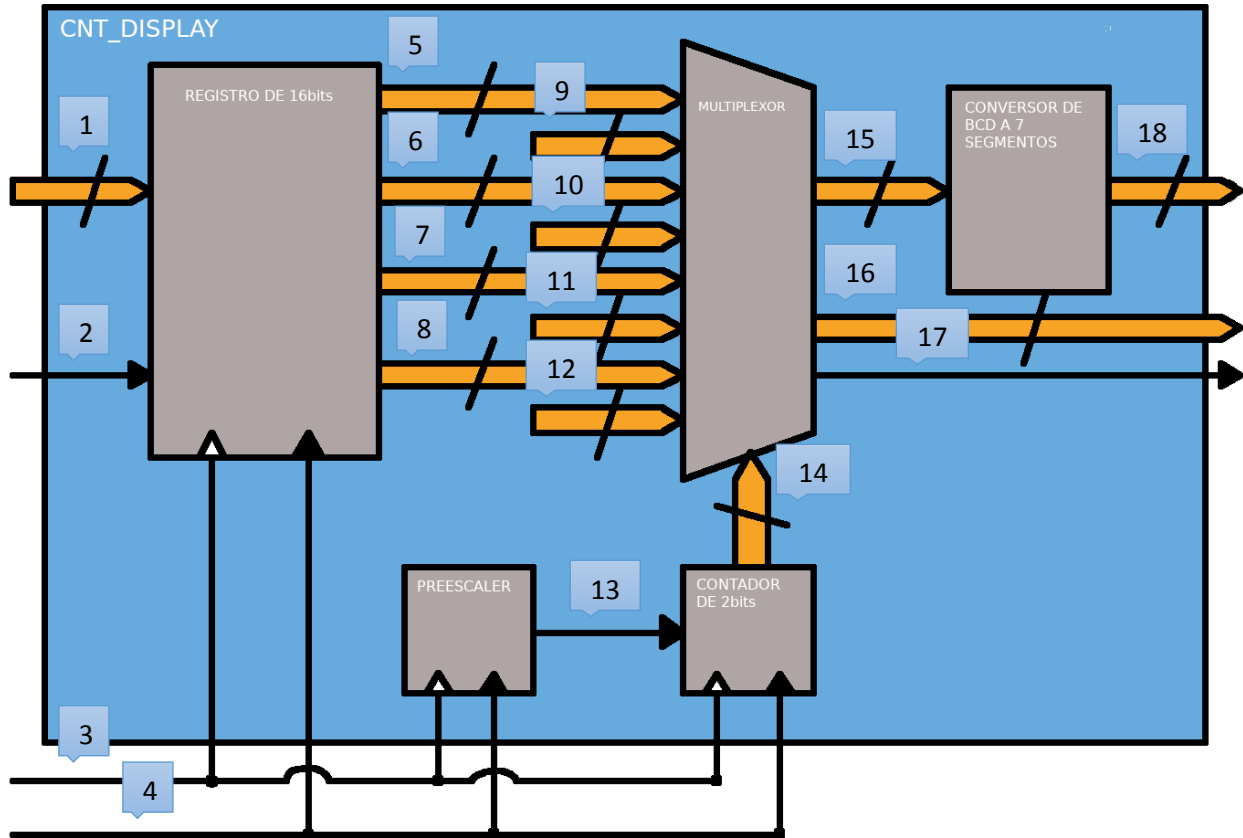 CNT_DISPLAY
5
REGISTRO DE 16bits
9
MULTIPLEXOR
CONVERSOR DE
BCD A 7
SEGMENTOS
1
6
15
18
10
7
16
11
2
8
17
12
14
PREESCALER
13
CONTADOR
DE 2bits
3
4